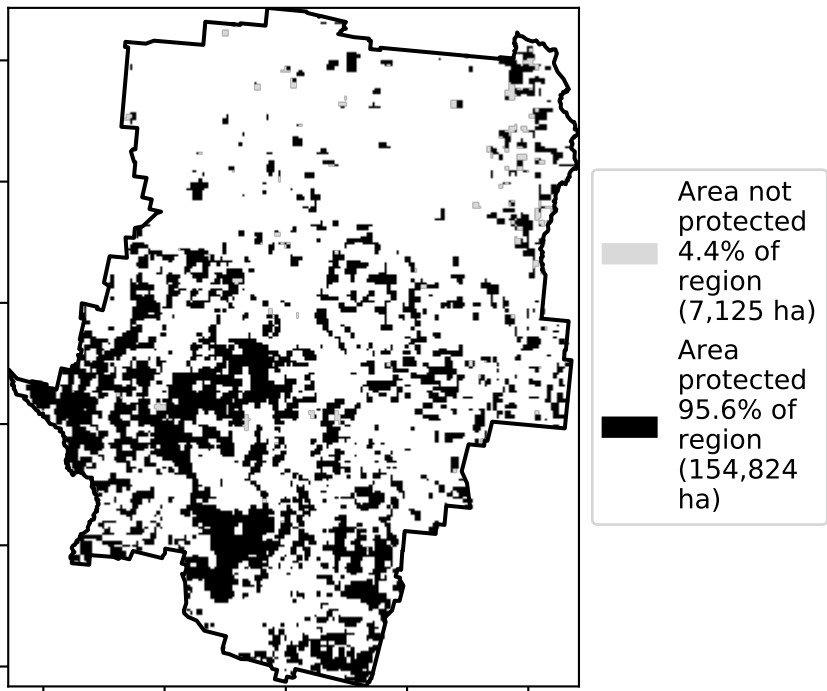 Area not
protected
4.4% of
region
(7,125 ha)
Area
protected
95.6% of
region
(154,824
ha)